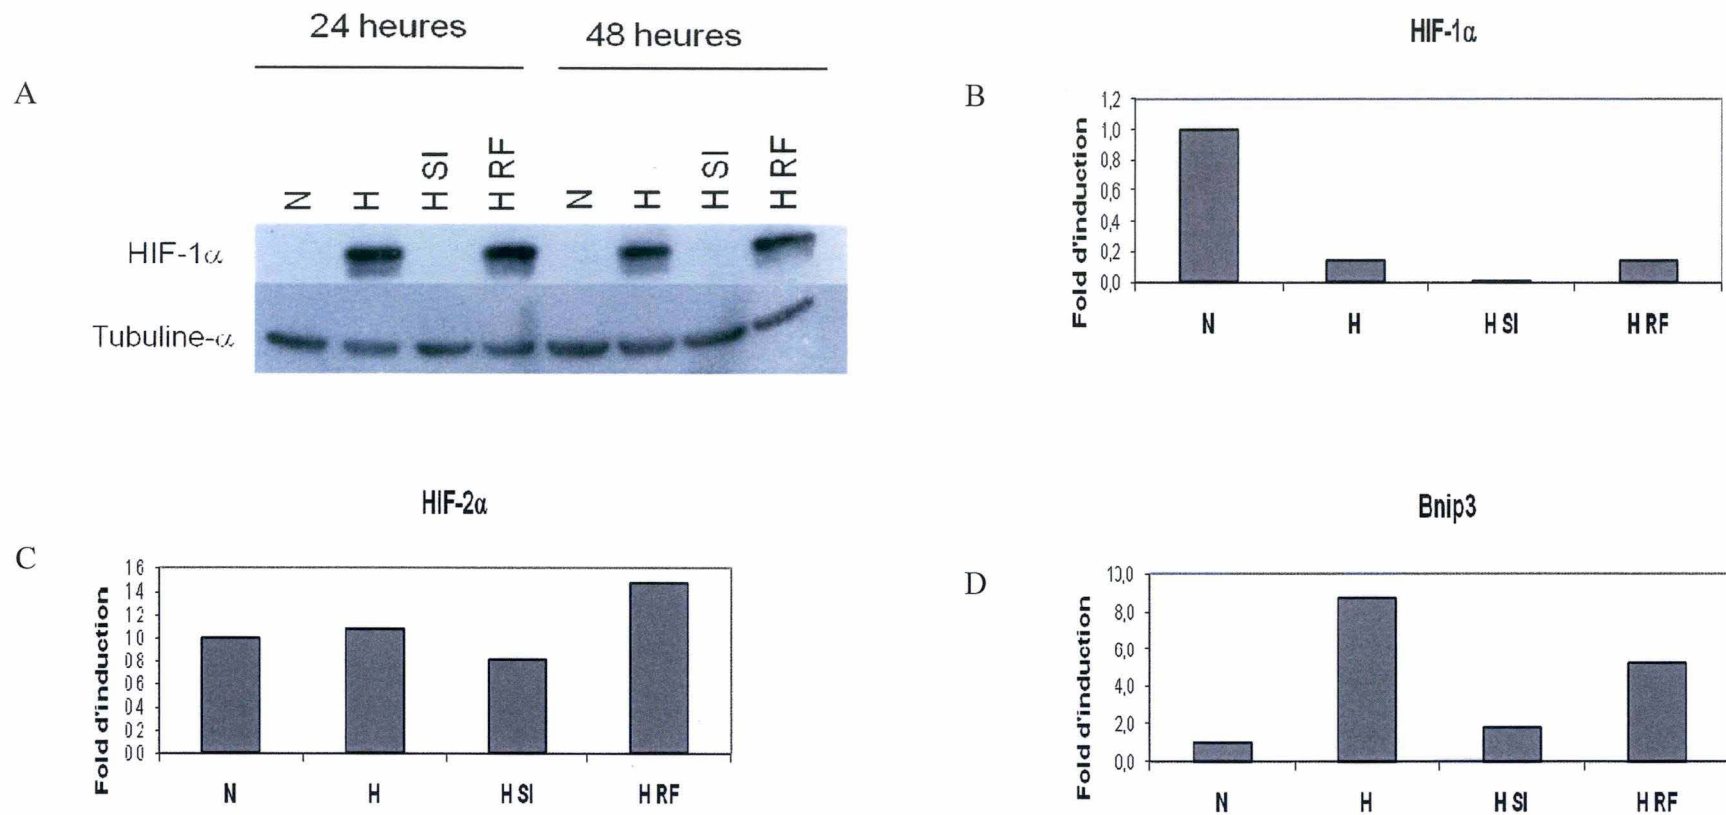 24 heures
48 heures
A
N
H
H SI
H RF
N
H
H SI
H RF
HIF-1α
Tubuline-α
B
HIF-1α
Fold d'induction
1,2
1,0
0,8
0,6
0,4
0,2
0,0
N
H
H SI
H RF
C
HIF-2α
Fold d'induction
1 6
1 4
1 2
1 0
0 8
0 6
0 4
0 2
0 0
N
H
H SI
H RF
D
Bnip3
Fold d'induction
10,0
8,0
6,0
4,0
2,0
0,0
N
H
H SI
H RF